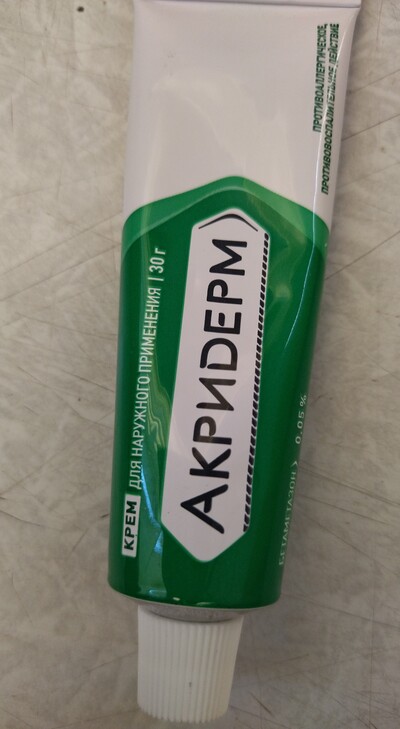 ПРОТИВОАЛЛЕРГИЧЕСКОЕ,
ПРОТИВОВОСПАЛИТЕЛЬНОЕ ДЕЙСТВИЕ
КРЕМ ДЛЯ НАРУЖНОГО ПРИМЕНЕНИЯ | 30 г
АКРИДЕРМ
БЕТАМЕТАЗОН 0,05 %